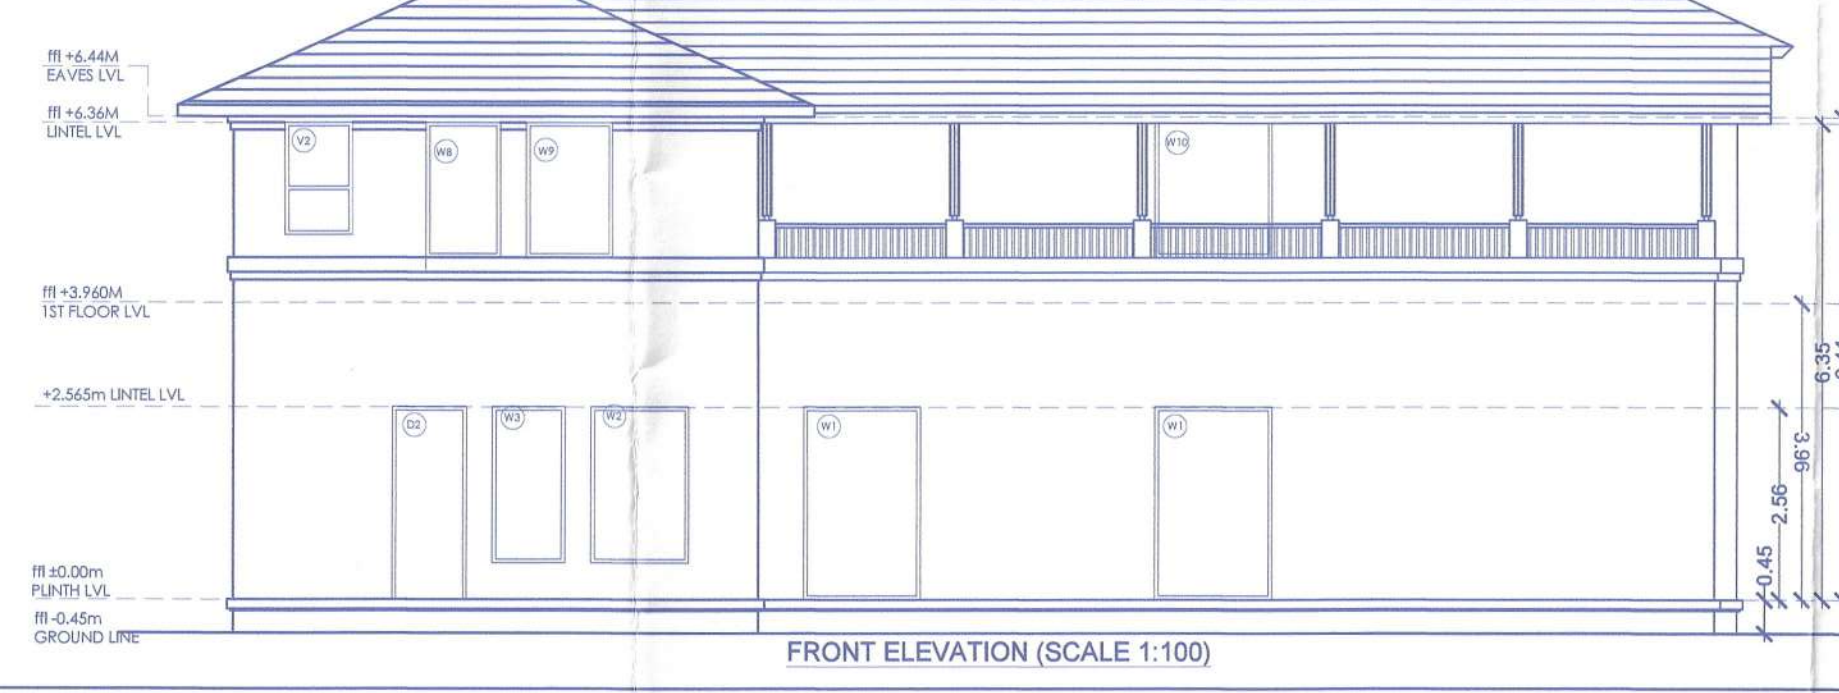 ffl +6.44M
EAVES LVL
ffl +6.36M
LINTEL LVL
V2
W8
W9
W10
ffl +3.960M
1ST FLOOR LVL
+2.565m LINTEL LVL
D2
W3
W2
W1
W1
6.35
3.96
2.56
0.45
ffl ±0.00m
PLINTH LVL
ffl -0.45m
GROUND LINE
FRONT ELEVATION (SCALE 1:100)